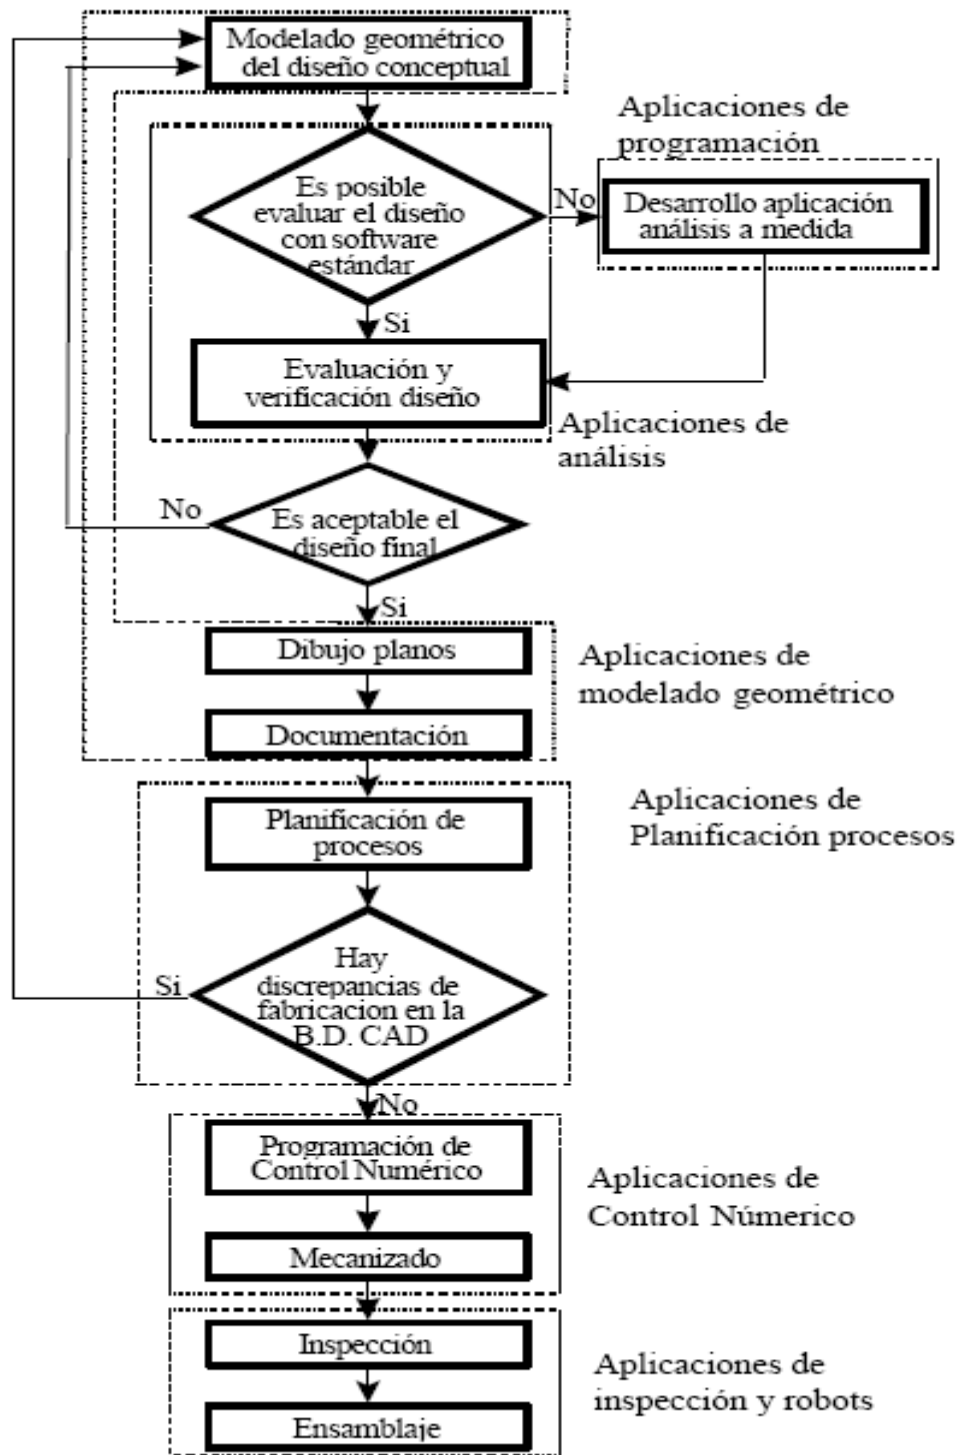 Modelado geométrico
del diseño conceptual
Aplicaciones de
programación
Es posible
evaluar el diseño
con software
estándar
No
Desarrollo aplicación
análisis a medida
Si
Evaluación y
verificación diseño
Aplicaciones de
análisis
No
Es aceptable el
diseño final
Si
Dibujo planos
Aplicaciones de
modelado geométrico
Documentación
Aplicaciones de
Planificación procesos
Planificación de
procesos
Si
Hay
discrepancias de
fabricacion en la
B.D. CAD
No
Programación de
Control Numérico
Aplicaciones de
Control Númerico
Mecanizado
Inspección
Aplicaciones de
inspección y robots
Ensamblaje